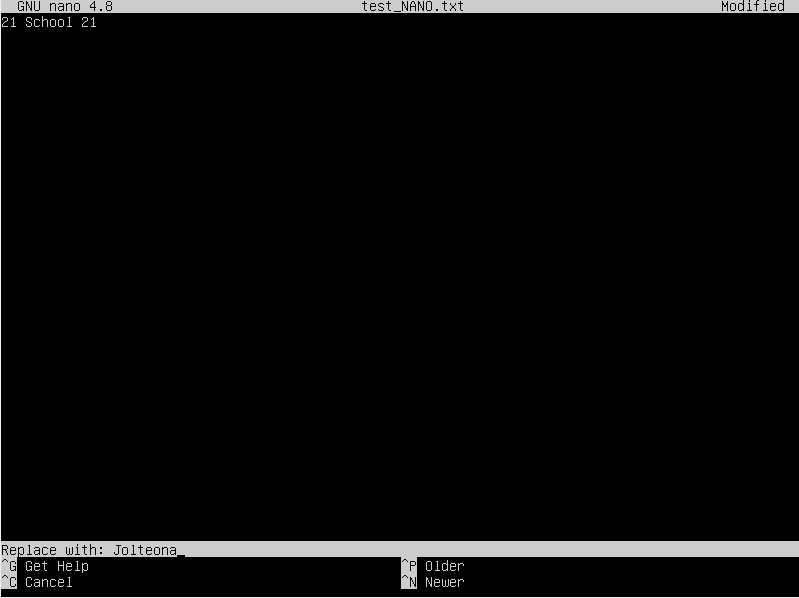 GNU nano 4.8 test_NANO.txt Modified
21 School 21
Replace with: Jolteona_
^G Get Help ^P Older
^C Cancel ^N Newer